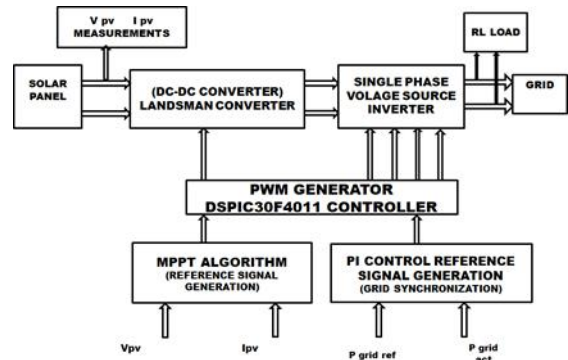 V pv I pv
MEASUREMENTS
RL LOAD
SOLAR
PANEL
(DC-DC CONVERTER)
LANDSMAN CONVERTER
SINGLE PHASE
VOLAGE SOURCE
INVERTER
GRID
PWM GENERATOR
DSPIC30F4011 CONTROLLER
MPPT ALGORITHM
(REFERENCE SIGNAL
GENERATION)
PI CONTROL REFERENCE
SIGNAL GENERATION
(GRID SYNCHRONIZATION)
Vpv
Ipv
P grid ref
P grid
act